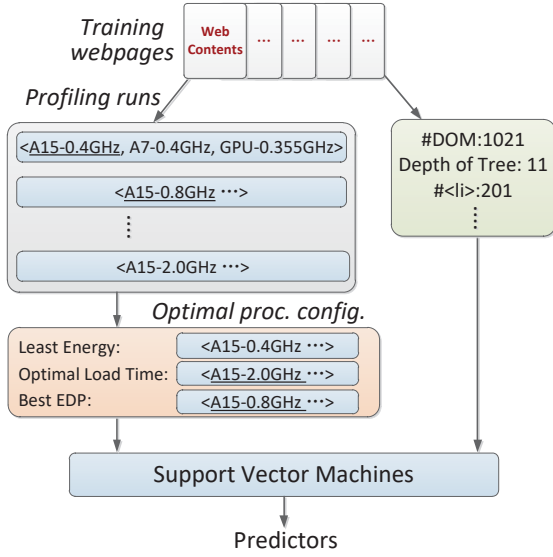 Training
webpages
Web
Contents
...
...
...
...
Profiling runs
<A15-0.4GHz, A7-0.4GHz, GPU-0.355GHz>
<A15-0.8GHz ···>
⋮
<A15-2.0GHz ···>
#DOM:1021
Depth of Tree: 11
#<li>:201
⋮
Optimal proc. config.
Least Energy: <A15-0.4GHz ···>
Optimal Load Time: <A15-2.0GHz ···>
Best EDP: <A15-0.8GHz ···>
Support Vector Machines
Predictors